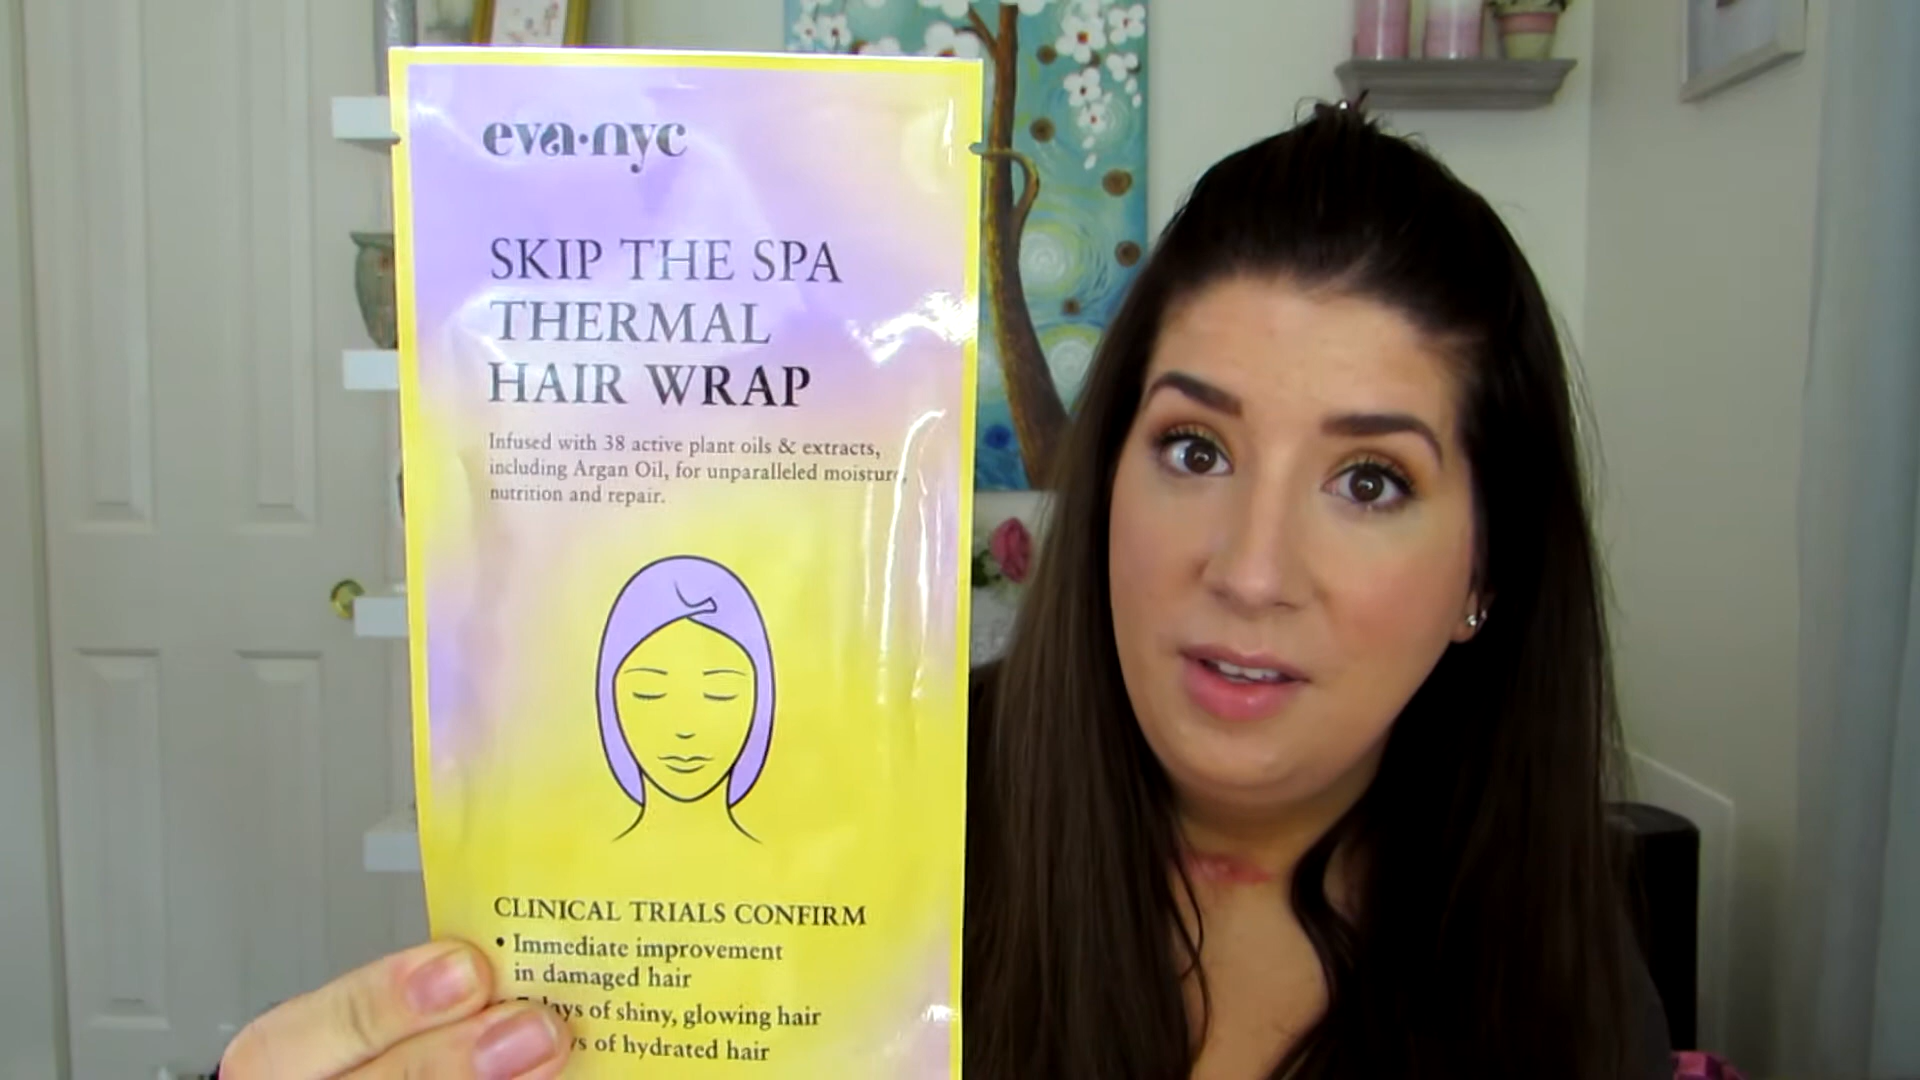 eva·nyc
SKIP THE SPA
THERMAL
HAIR WRAP
Infused with 38 active plant oils & extracts,
including Argan Oil, for unparalleled moisture,
nutrition and repair.
CLINICAL TRIALS CONFIRM
• Immediate improvement
in damaged hair
days of shiny, glowing hair
of hydrated hair